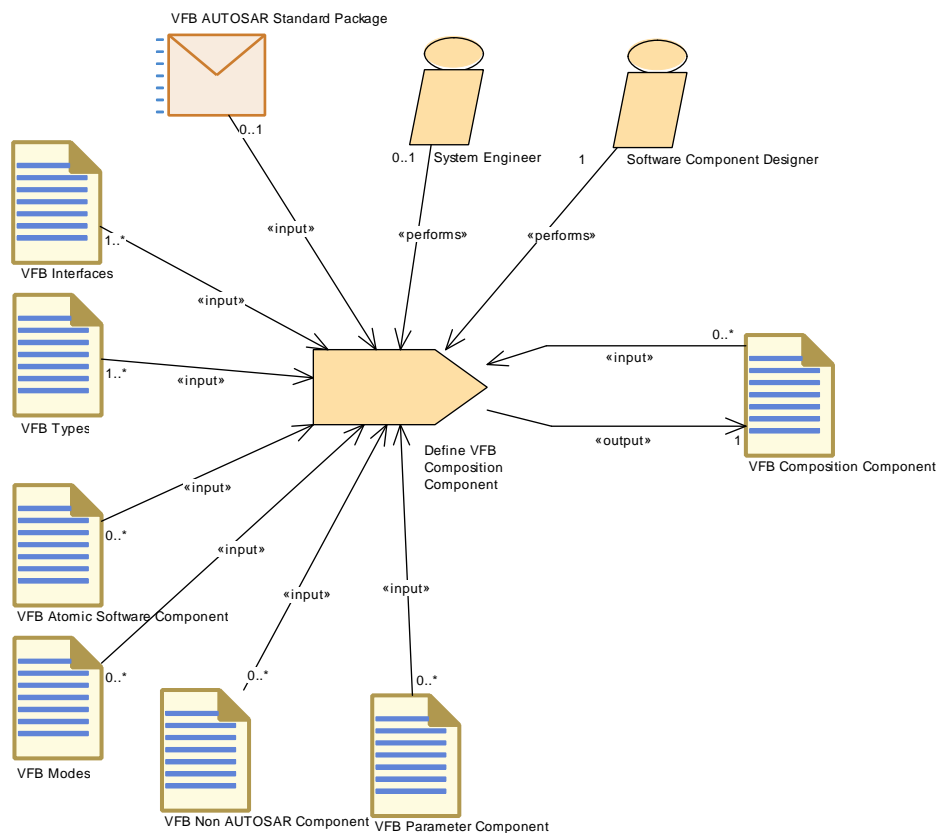 VFB AUTOSAR Standard Package
0..1
0..1
System Engineer
1
Software Component Designer
«input»
«performs»
«performs»
1..*
VFB Interfaces
«input»
1..*
«input»
VFB Types
0..*
«input»
«input»
«output»
1
VFB Composition Component
Define VFB
Composition
Component
«input»
0..*
VFB Atomic Software Component
«input»
«input»
«input»
0..*
VFB Modes
0..*
VFB Non AUTOSAR Component
0..*
VFB Parameter Component